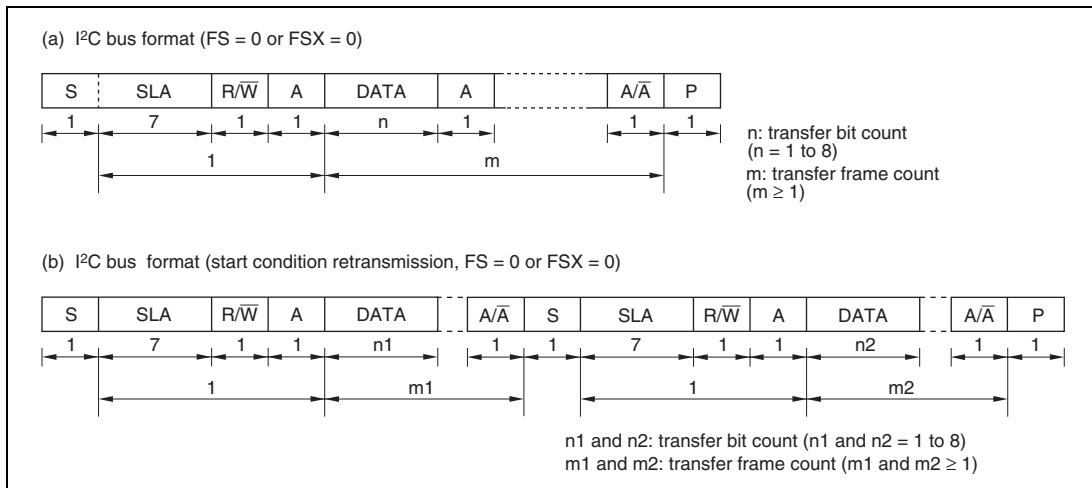 (a) I²C bus format (FS = 0 or FSX = 0)
S SLA R/W̅ A DATA A A/A̅ P
1 7 1 1 n 1 1 1
1 m
n: transfer bit count
(n = 1 to 8)
m: transfer frame count
(m ≥ 1)
(b) I²C bus format (start condition retransmission, FS = 0 or FSX = 0)
S SLA R/W̅ A DATA A/A̅ S SLA R/W̅ A DATA A/A̅ P
1 7 1 1 n1 1 1 7 1 1 n2 1 1
1 m1 1 m2
n1 and n2: transfer bit count (n1 and n2 = 1 to 8)
m1 and m2: transfer frame count (m1 and m2 ≥ 1)